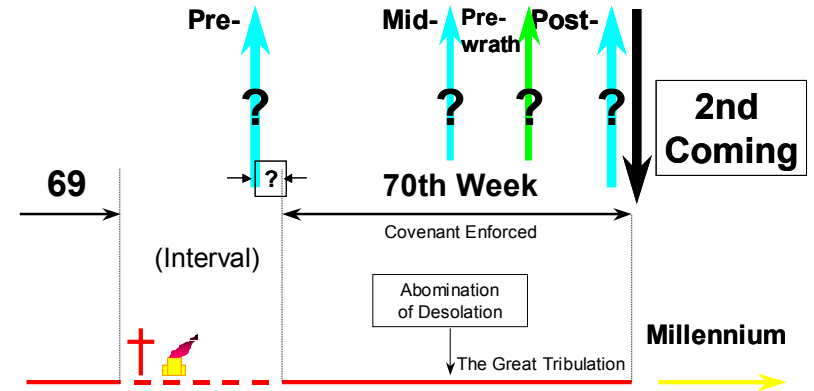 Pre-
Mid-
Pre-
wrath
Post-
?
?
?
?
2nd
Coming
?
69
70th Week
Covenant Enforced
(Interval)
Abomination
of Desolation
Millennium
The Great Tribulation